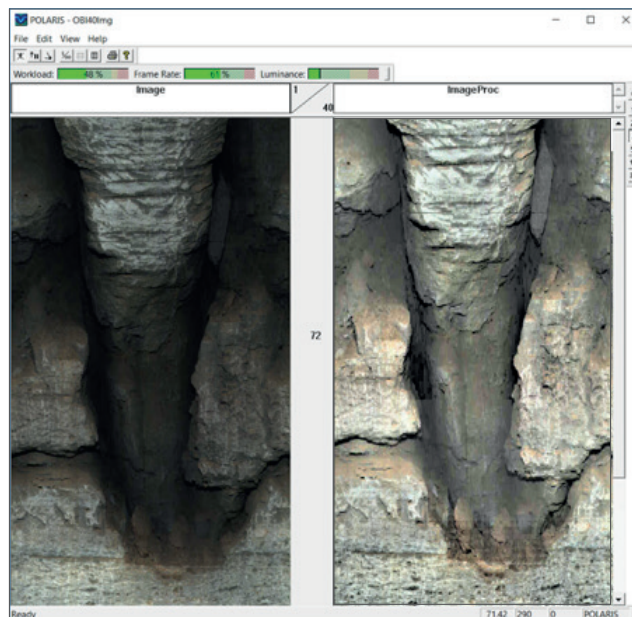 POLARIS - OBI40Img
File Edit View Help
Workload: 48 % Frame Rate: 61 % Luminance:
Image 1 40 ImageProc
72
Ready 71.42 290 0 POLARIS